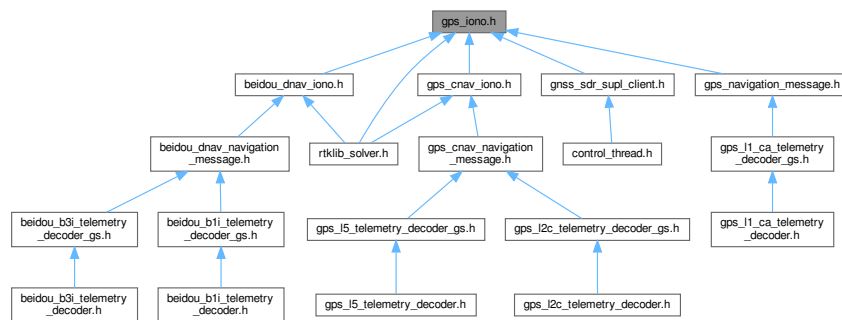 gps_iono.h
beidou_dnav_iono.h
gps_cnav_iono.h
gnss_sdr_supl_client.h
gps_navigation_message.h
beidou_dnav_navigation
_message.h
rtklib_solver.h
gps_cnav_navigation
_message.h
control_thread.h
gps_l1_ca_telemetry
_decoder_gs.h
beidou_b3i_telemetry
_decoder_gs.h
beidou_b1i_telemetry
_decoder_gs.h
gps_l5_telemetry_decoder_gs.h
gps_l2c_telemetry_decoder_gs.h
gps_l1_ca_telemetry
_decoder.h
beidou_b3i_telemetry
_decoder.h
beidou_b1i_telemetry
_decoder.h
gps_l5_telemetry_decoder.h
gps_l2c_telemetry_decoder.h